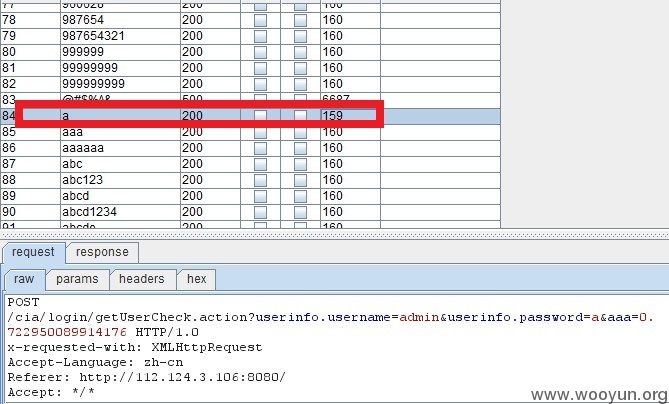 77 900028 200 160
78 987654 200 160
79 987654321 200 160
80 999999 200 160
81 99999999 200 160
82 999999999 200 160
83 @#$%^& 500 6687
84 a 200 159
85 aaa 200 160
86 aaaaaa 200 160
87 abc 200 160
88 abc123 200 160
89 abcd 200 160
90 abcd1234 200 160
91 abcde 200 160
request response
raw params headers hex
POST
/cia/login/getUserCheck.action?userinfo.username=admin&userinfo.password=a&aaa=0.
722950089914176 HTTP/1.0
x-requested-with: XMLHttpRequest
Accept-Language: zh-cn
Referer: http://112.124.3.106:8080/
Accept: */*
www.wooyun.org